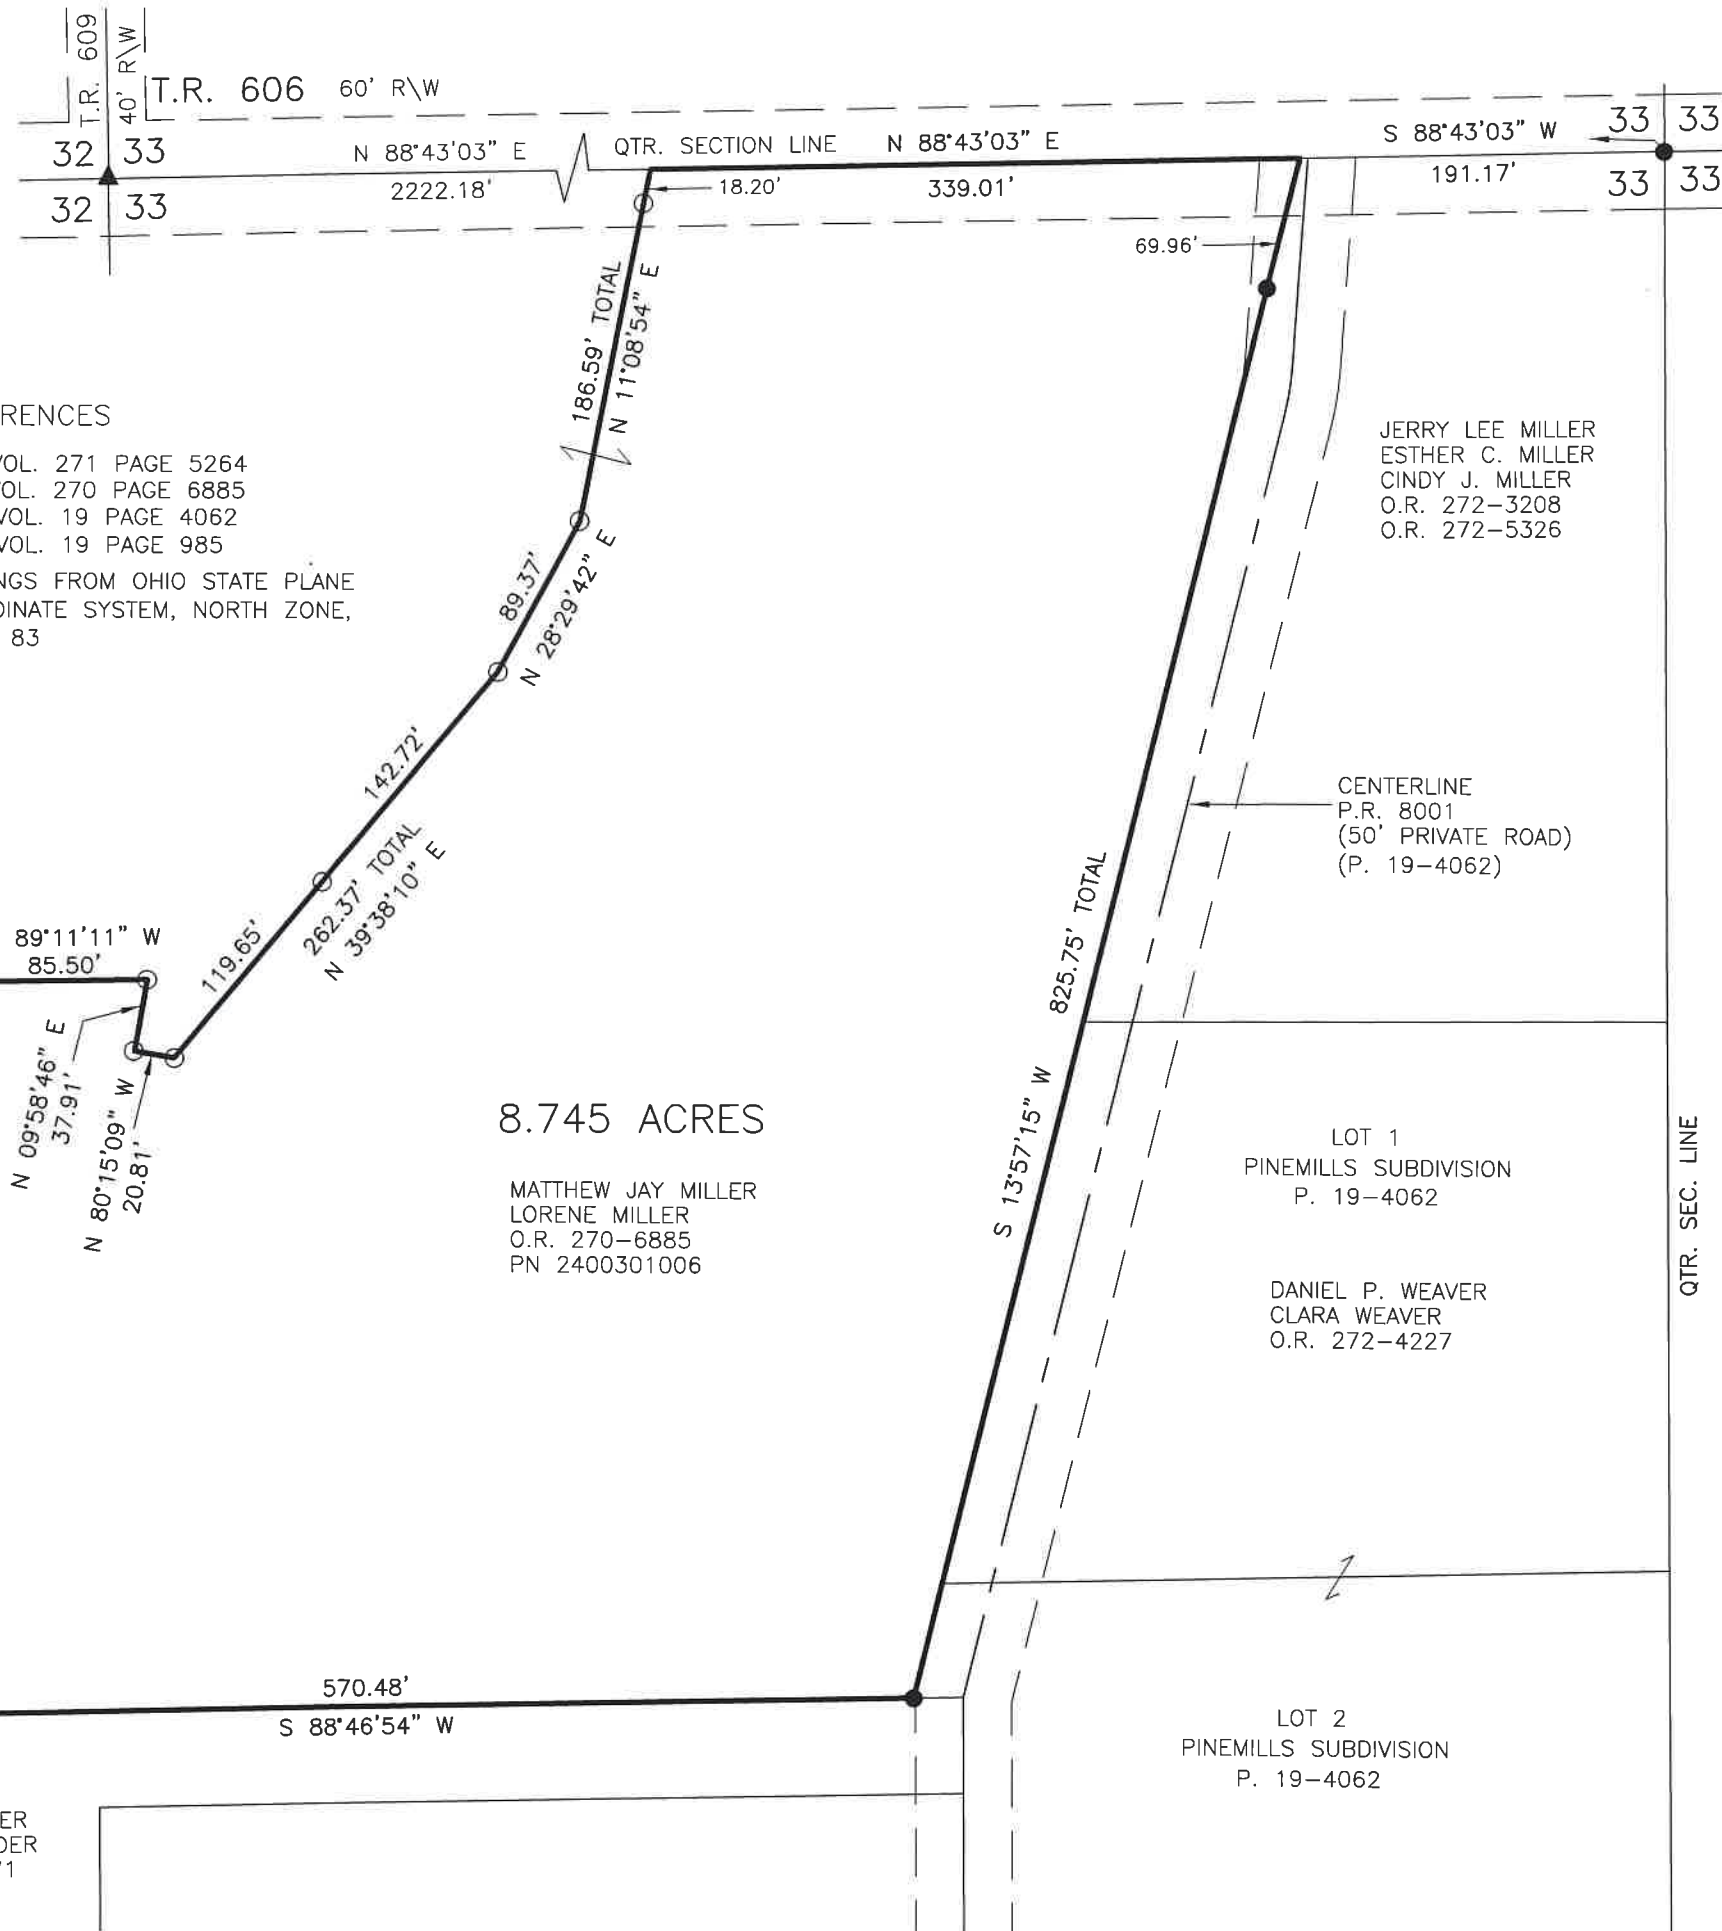 T.R. 609
40' R\W
T.R. 606 60' R\W
32 33
32 33
N 88°43'03" E
2222.18'
QTR. SECTION LINE N 88°43'03" E
18.20'
339.01'
S 88°43'03" W
191.17'
33 33
33 33
69.96'
186.59' TOTAL
N 11°08'54" E
RENCES
VOL. 271 PAGE 5264
VOL. 270 PAGE 6885
VOL. 19 PAGE 4062
VOL. 19 PAGE 985
NGS FROM OHIO STATE PLANE
DINATE SYSTEM, NORTH ZONE,
83
JERRY LEE MILLER
ESTHER C. MILLER
CINDY J. MILLER
O.R. 272-3208
O.R. 272-5326
89.37'
N 28°29'42" E
142.72'
262.37' TOTAL
N 39°38'10" E
119.65'
CENTERLINE
P.R. 8001
(50' PRIVATE ROAD)
(P. 19-4062)
89°11'11" W
85.50'
N 09°58'46" E
37.91'
N 80°15'09" W
20.81'
S 13°57'15" W 825.75' TOTAL
8.745 ACRES
MATTHEW JAY MILLER
LORENE MILLER
O.R. 270-6885
PN 2400301006
LOT 1
PINEMILLS SUBDIVISION
P. 19-4062
DANIEL P. WEAVER
CLARA WEAVER
O.R. 272-4227
QTR. SEC. LINE
570.48'
S 88°46'54" W
LOT 2
PINEMILLS SUBDIVISION
P. 19-4062
ER
DER
71